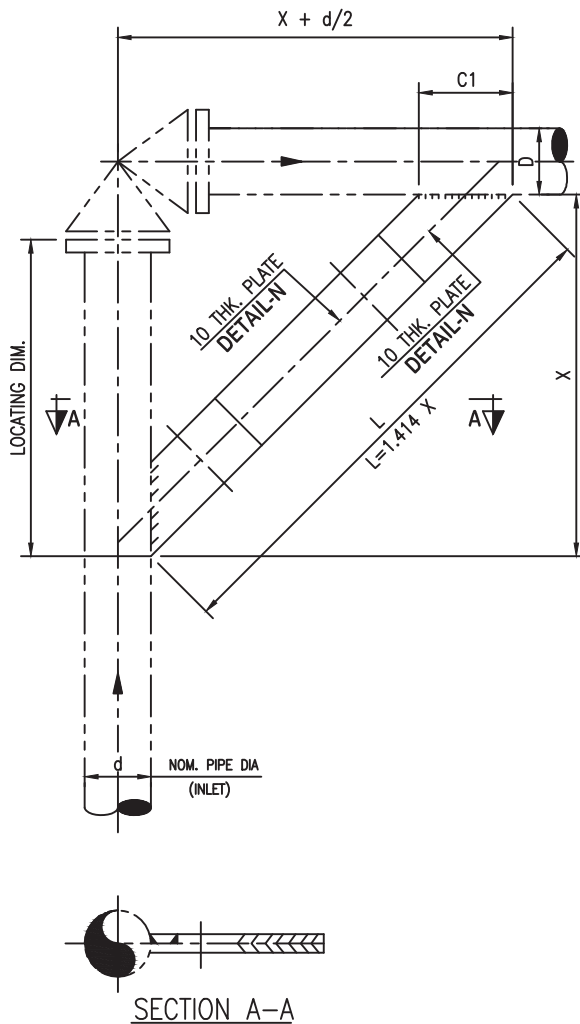 X + d/2
C1
D
10 THK. PLATE
DETAIL-N
10 THK. PLATE
DETAIL-N
LOCATING DIM.
X
A
A
L
L=1.414 X
d
NOM. PIPE DIA
(INLET)
SECTION A-A